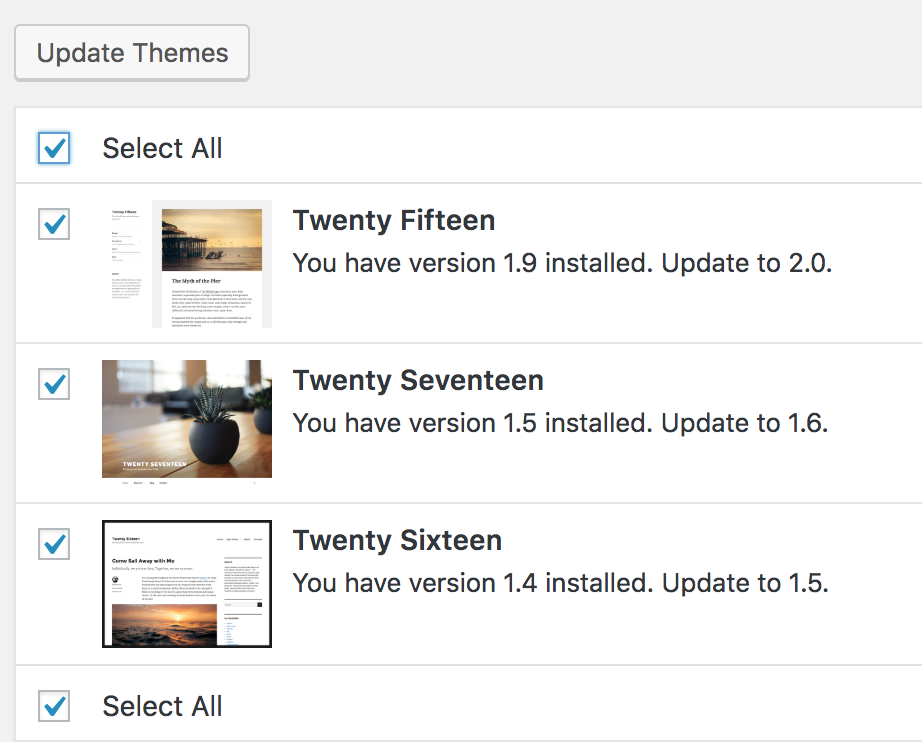 Update Themes
Select All
Twenty Fifteen
The Myth of the Pier
Twenty Fifteen
You have version 1.9 installed. Update to 2.0.
TWENTY SEVENTEEN
Twenty Seventeen
You have version 1.5 installed. Update to 1.6.
Twenty Sixteen
Come Sail Away with Me
Twenty Sixteen
You have version 1.4 installed. Update to 1.5.
Select All